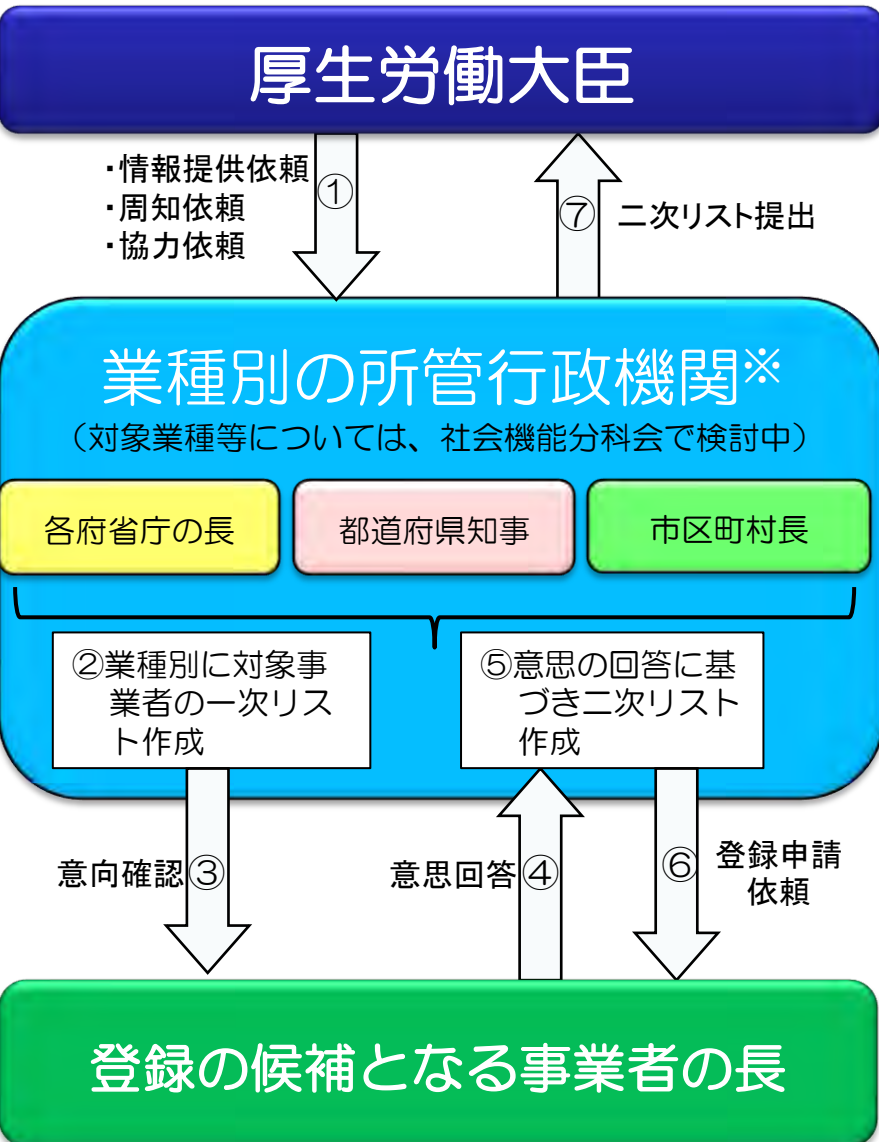 厚生労働大臣
・情報提供依頼
・周知依頼
・協力依頼
①
⑦
二次リスト提出
業種別の所管行政機関※
（対象業種等については、社会機能分科会で検討中）
各府省庁の長
都道府県知事
市区町村長
②業種別に対象事
業者の一次リス
ト作成
⑤意思の回答に基
づき二次リスト
作成
意向確認③
意思回答④
⑥
登録申請
依頼
登録の候補となる事業者の長